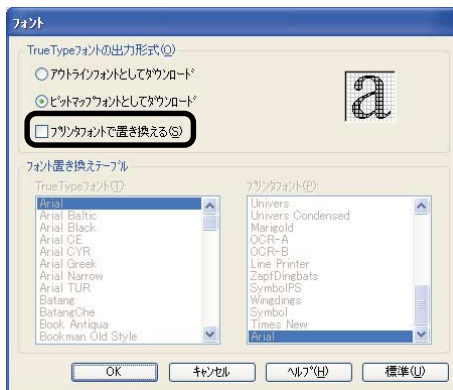 フォント
TrueTypeフォントの出力形式(O)
アウトラインフォントとしてダウンロード
ビットマップフォントとしてダウンロード
プリンタフォントで置き換える(S)
a
フォント置き換えテーブル
TrueTypeフォント(T):
Arial
Arial Baltic
Arial Black
Arial CE
Arial CYR
Arial Greek
Arial Narrow
Arial TUR
Batang
BatangChe
Book Antiqua
Bookman Old Style
プリンタフォント(P):
Univers
Univers Condensed
Marigold
OCR-A
OCR-B
Line Printer
ZapfDingbats
SymbolPS
Wingdings
Symbol
Times New
Arial
OK
キャンセル
ヘルプ(H)
標準(U)